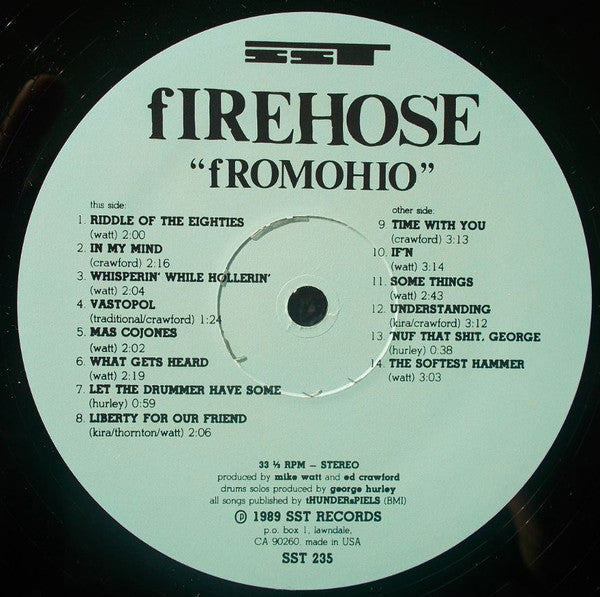 SST
fIREHOSE
“fROMOHIO”
this side:
1. RIDDLE OF THE EIGHTIES
(watt) 2:00
2. IN MY MIND
(crawford) 2:16
3. WHISPERIN' WHILE HOLLERIN'
(watt) 2:04
4. VASTOPOL
(traditional/crawford) 1:24
5. MAS COJONES
(watt) 2:02
6. WHAT GETS HEARD
(watt) 2:19
7. LET THE DRUMMER HAVE SOME
(hurley) 0:59
8. LIBERTY FOR OUR FRIEND
(kira/thornton/watt) 2:06
other side:
9. TIME WITH YOU
(crawford) 3:13
10. IF'N
(watt) 3:14
11. SOME THINGS
(watt) 2:43
12. UNDERSTANDING
(kira/crawford) 3:12
13. 'NUF THAT SHIT, GEORGE
(hurley) 0:38
14. THE SOFTEST HAMMER
(watt) 3:03
33 ⅓ RPM – STEREO
produced by mike watt and ed crawford
drums solos produced by george hurley
all songs published by tHUNDERsPIELS (BMI)
℗ 1989 SST RECORDS
p.o. box 1, lawndale,
CA 90260, made in USA
SST 235